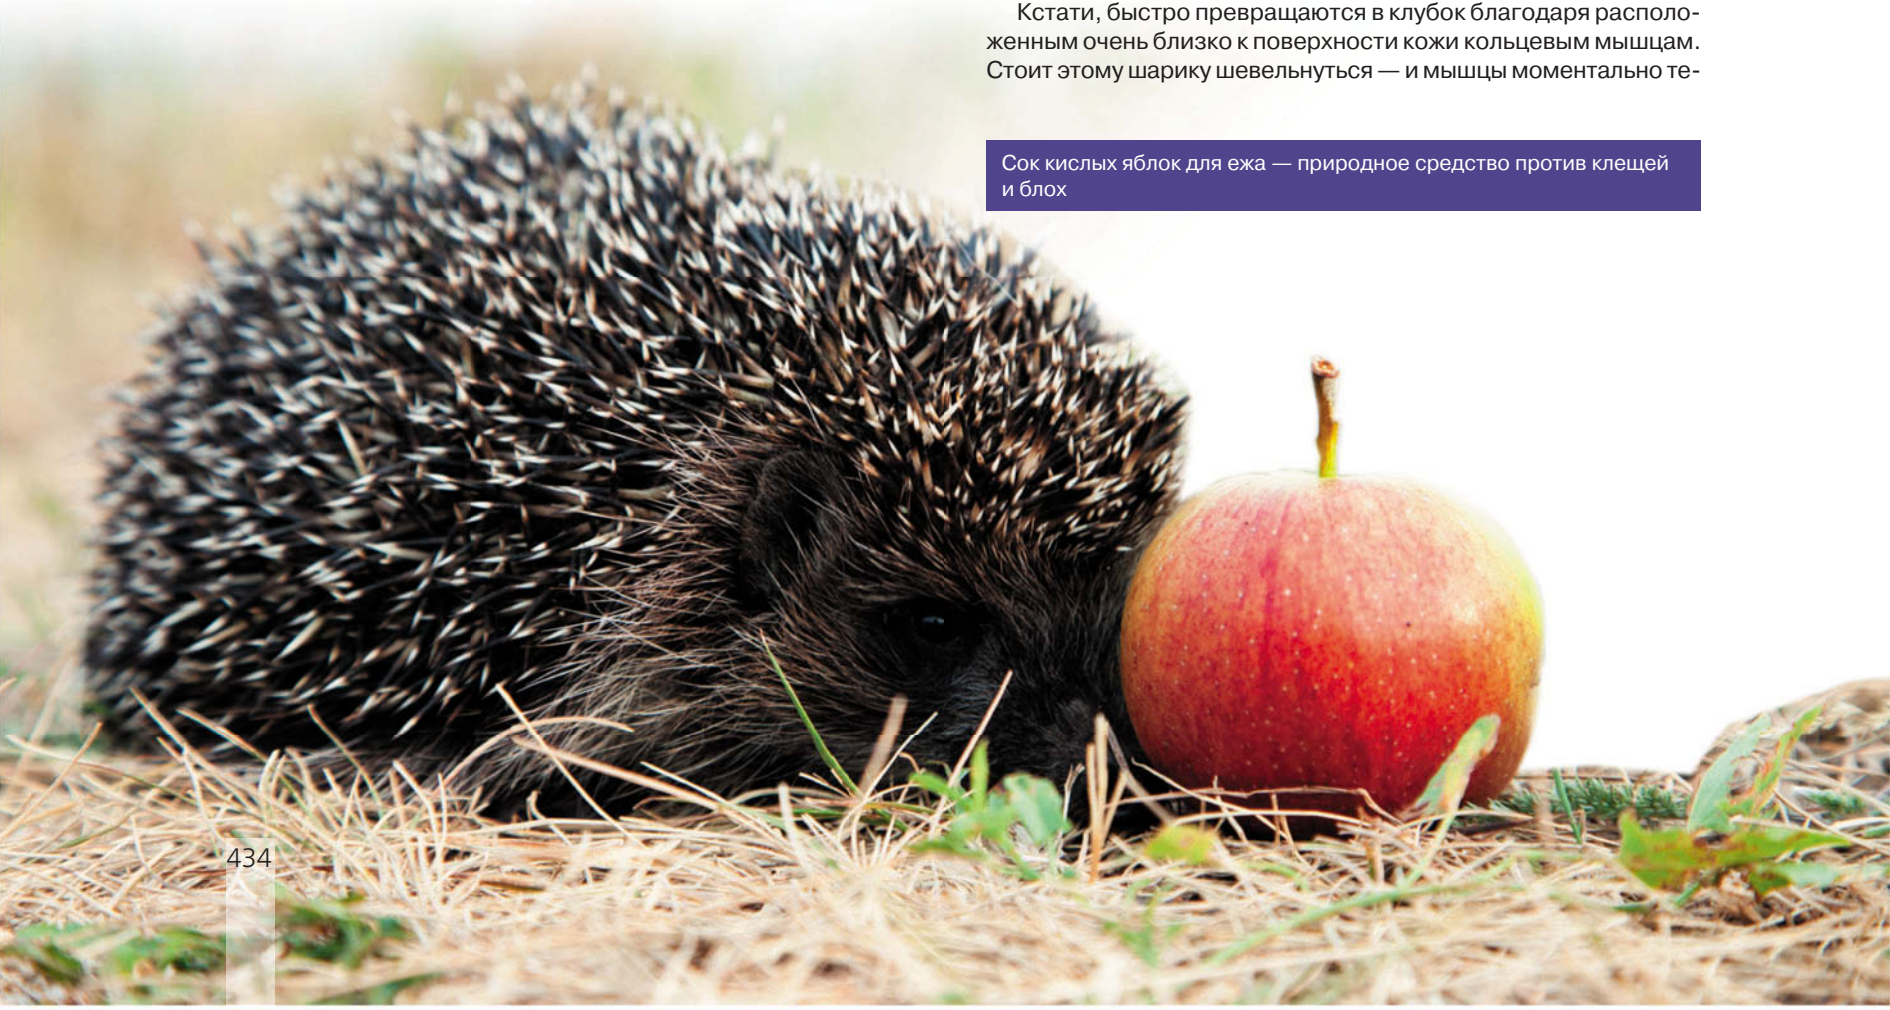 Кстати, быстро превращаются в клубок благодаря располо-
женным очень близко к поверхности кожи кольцевым мышцам.
Стоит этому шарику шевельнуться — и мышцы моментально те-
Сок кислых яблок для ежа — природное средство против клещей
и блох
434